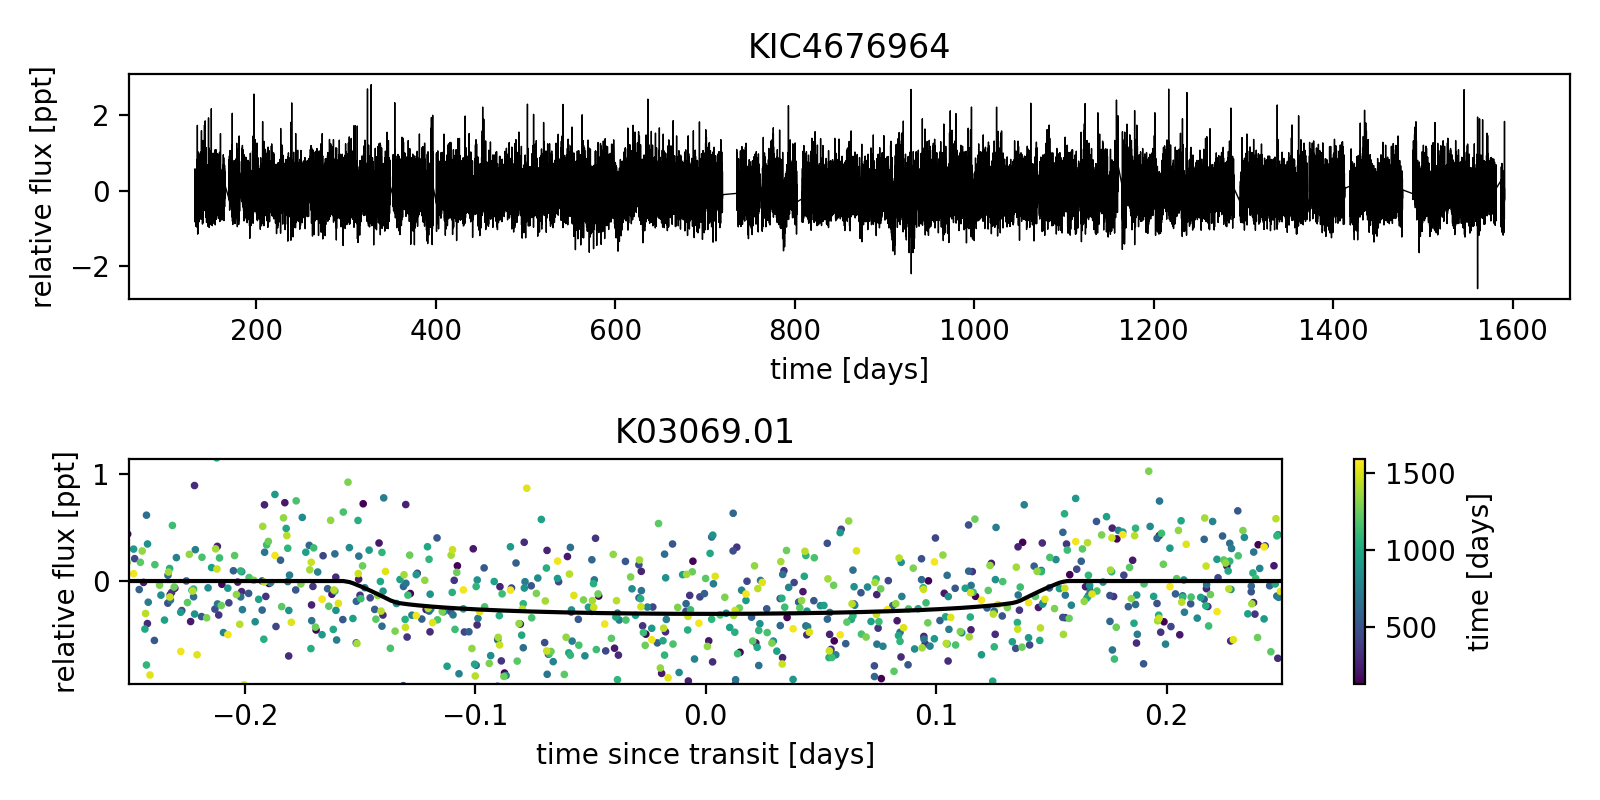 KIC4676964
relative flux [ppt]
2
0
−2
200 400 600 800 1000 1200 1400 1600
time [days]
K03069.01
relative flux [ppt]
1
0
−0.2 −0.1 0.0 0.1 0.2
time since transit [days]
1500
1000
500
time [days]